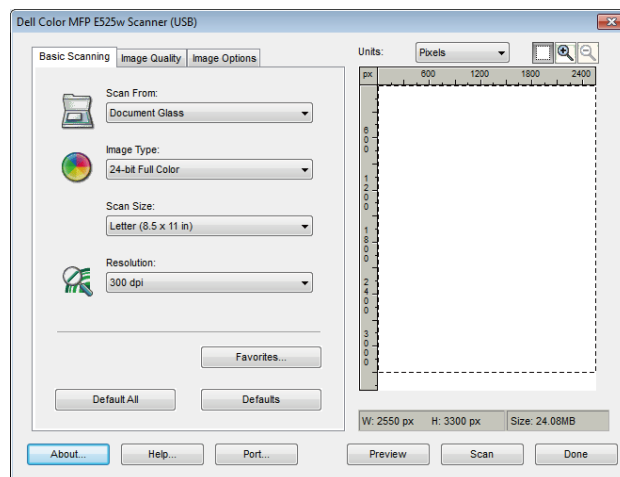 Dell Color MFP E525w Scanner (USB)
Basic Scanning Image Quality Image Options
Scan From:
Document Glass
Image Type:
24-bit Full Color
Scan Size:
Letter (8.5 x 11 in)
Resolution:
300 dpi
Favorites...
Default All Defaults
Units: Pixels
px 600 1200 1800 2400
600
1200
1800
2400
3000
W: 2550 px H: 3300 px Size: 24.08MB
About... Help... Port... Preview Scan Done